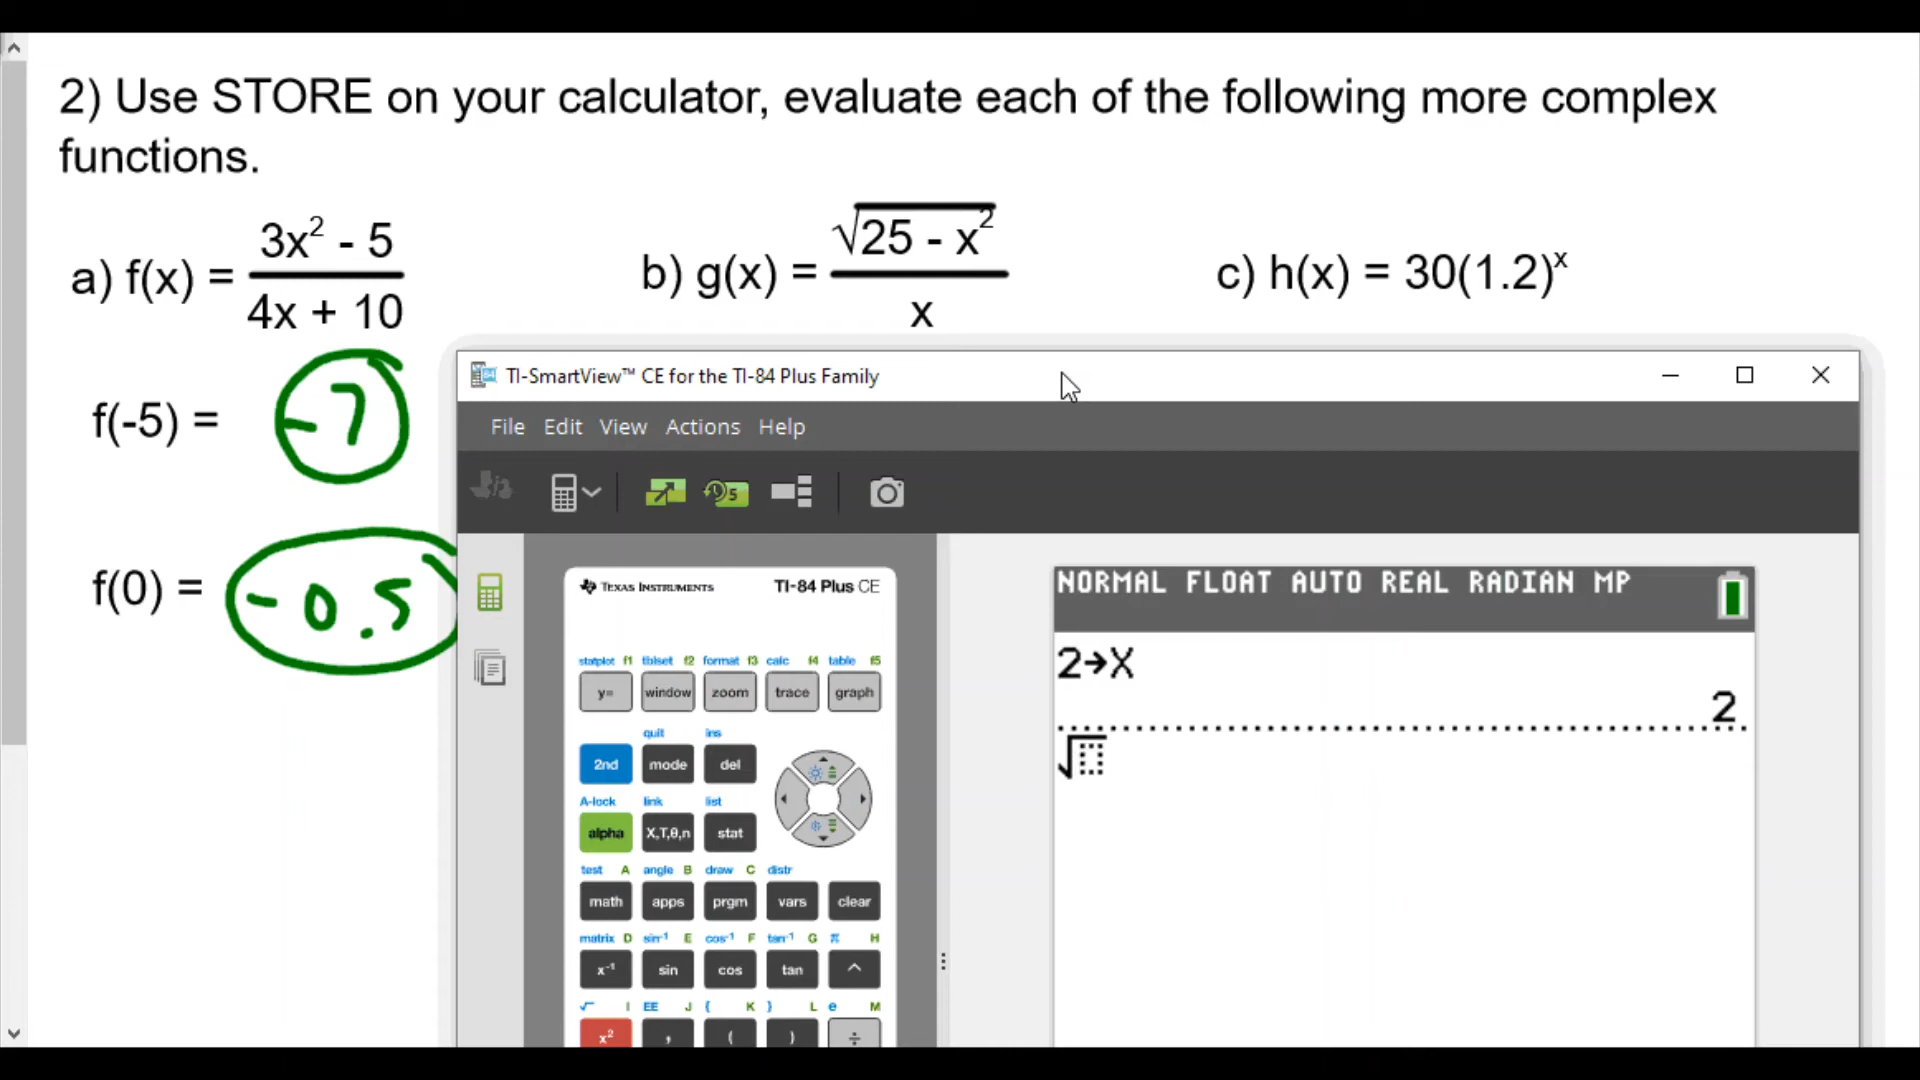 2) Use STORE on your calculator, evaluate each of the following more complex
functions.
a) f(x) = 3x² - 5 / 4x + 10
b) g(x) = √25 - x² / x
c) h(x) = 30(1.2)ˣ
f(-5) = -7
f(0) = -0.5
TI-SmartView™ CE for the TI-84 Plus Family
File Edit View Actions Help
5
TEXAS INSTRUMENTS TI-84 Plus CE
statplot f1 tblset f2 format f3 calc f4 table f5
y= window zoom trace graph
quit ins
2nd mode del
A-lock link list
alpha X,T,θ,n stat
test A angle B draw C distr
math apps prgm vars clear
matrix D sin⁻¹ E cos⁻¹ F tan⁻¹ G π H
x⁻¹ sin cos tan ^
√ I EE J { K } L e M
x² , ( ) ÷
NORMAL FLOAT AUTO REAL RADIAN MP
2→X
2
√